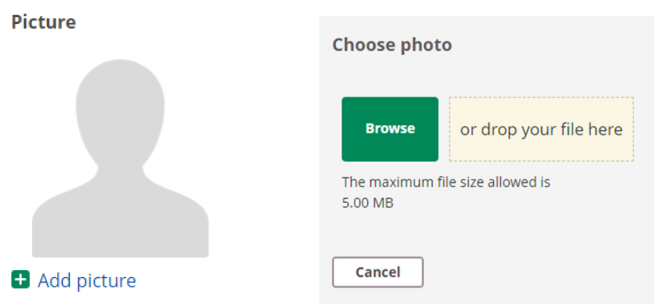 Picture
Choose photo
Browse
or drop your file here
The maximum file size allowed is
5.00 MB
Cancel
Add picture